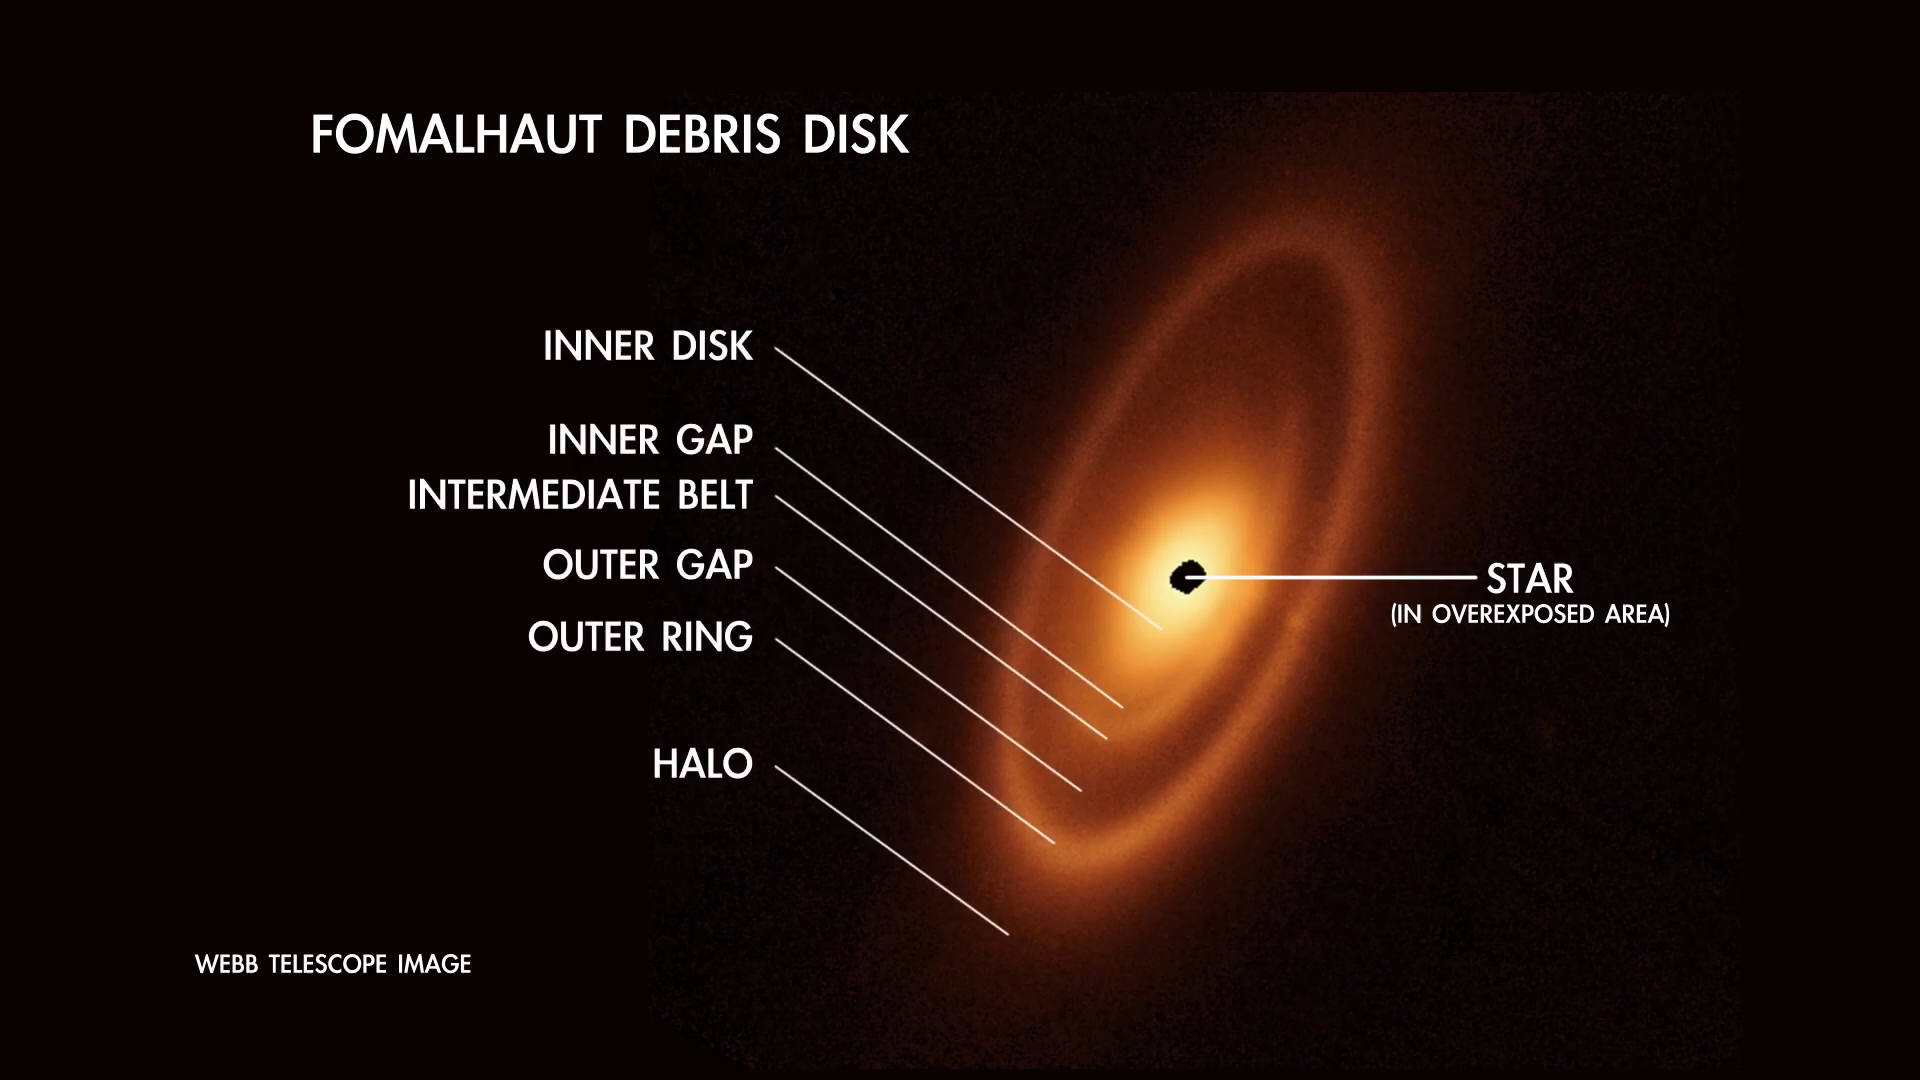 FOMALHAUT DEBRIS DISK
INNER DISK
INNER GAP
INTERMEDIATE BELT
OUTER GAP
OUTER RING
HALO
STAR
(IN OVEREXPOSED AREA)
WEBB TELESCOPE IMAGE